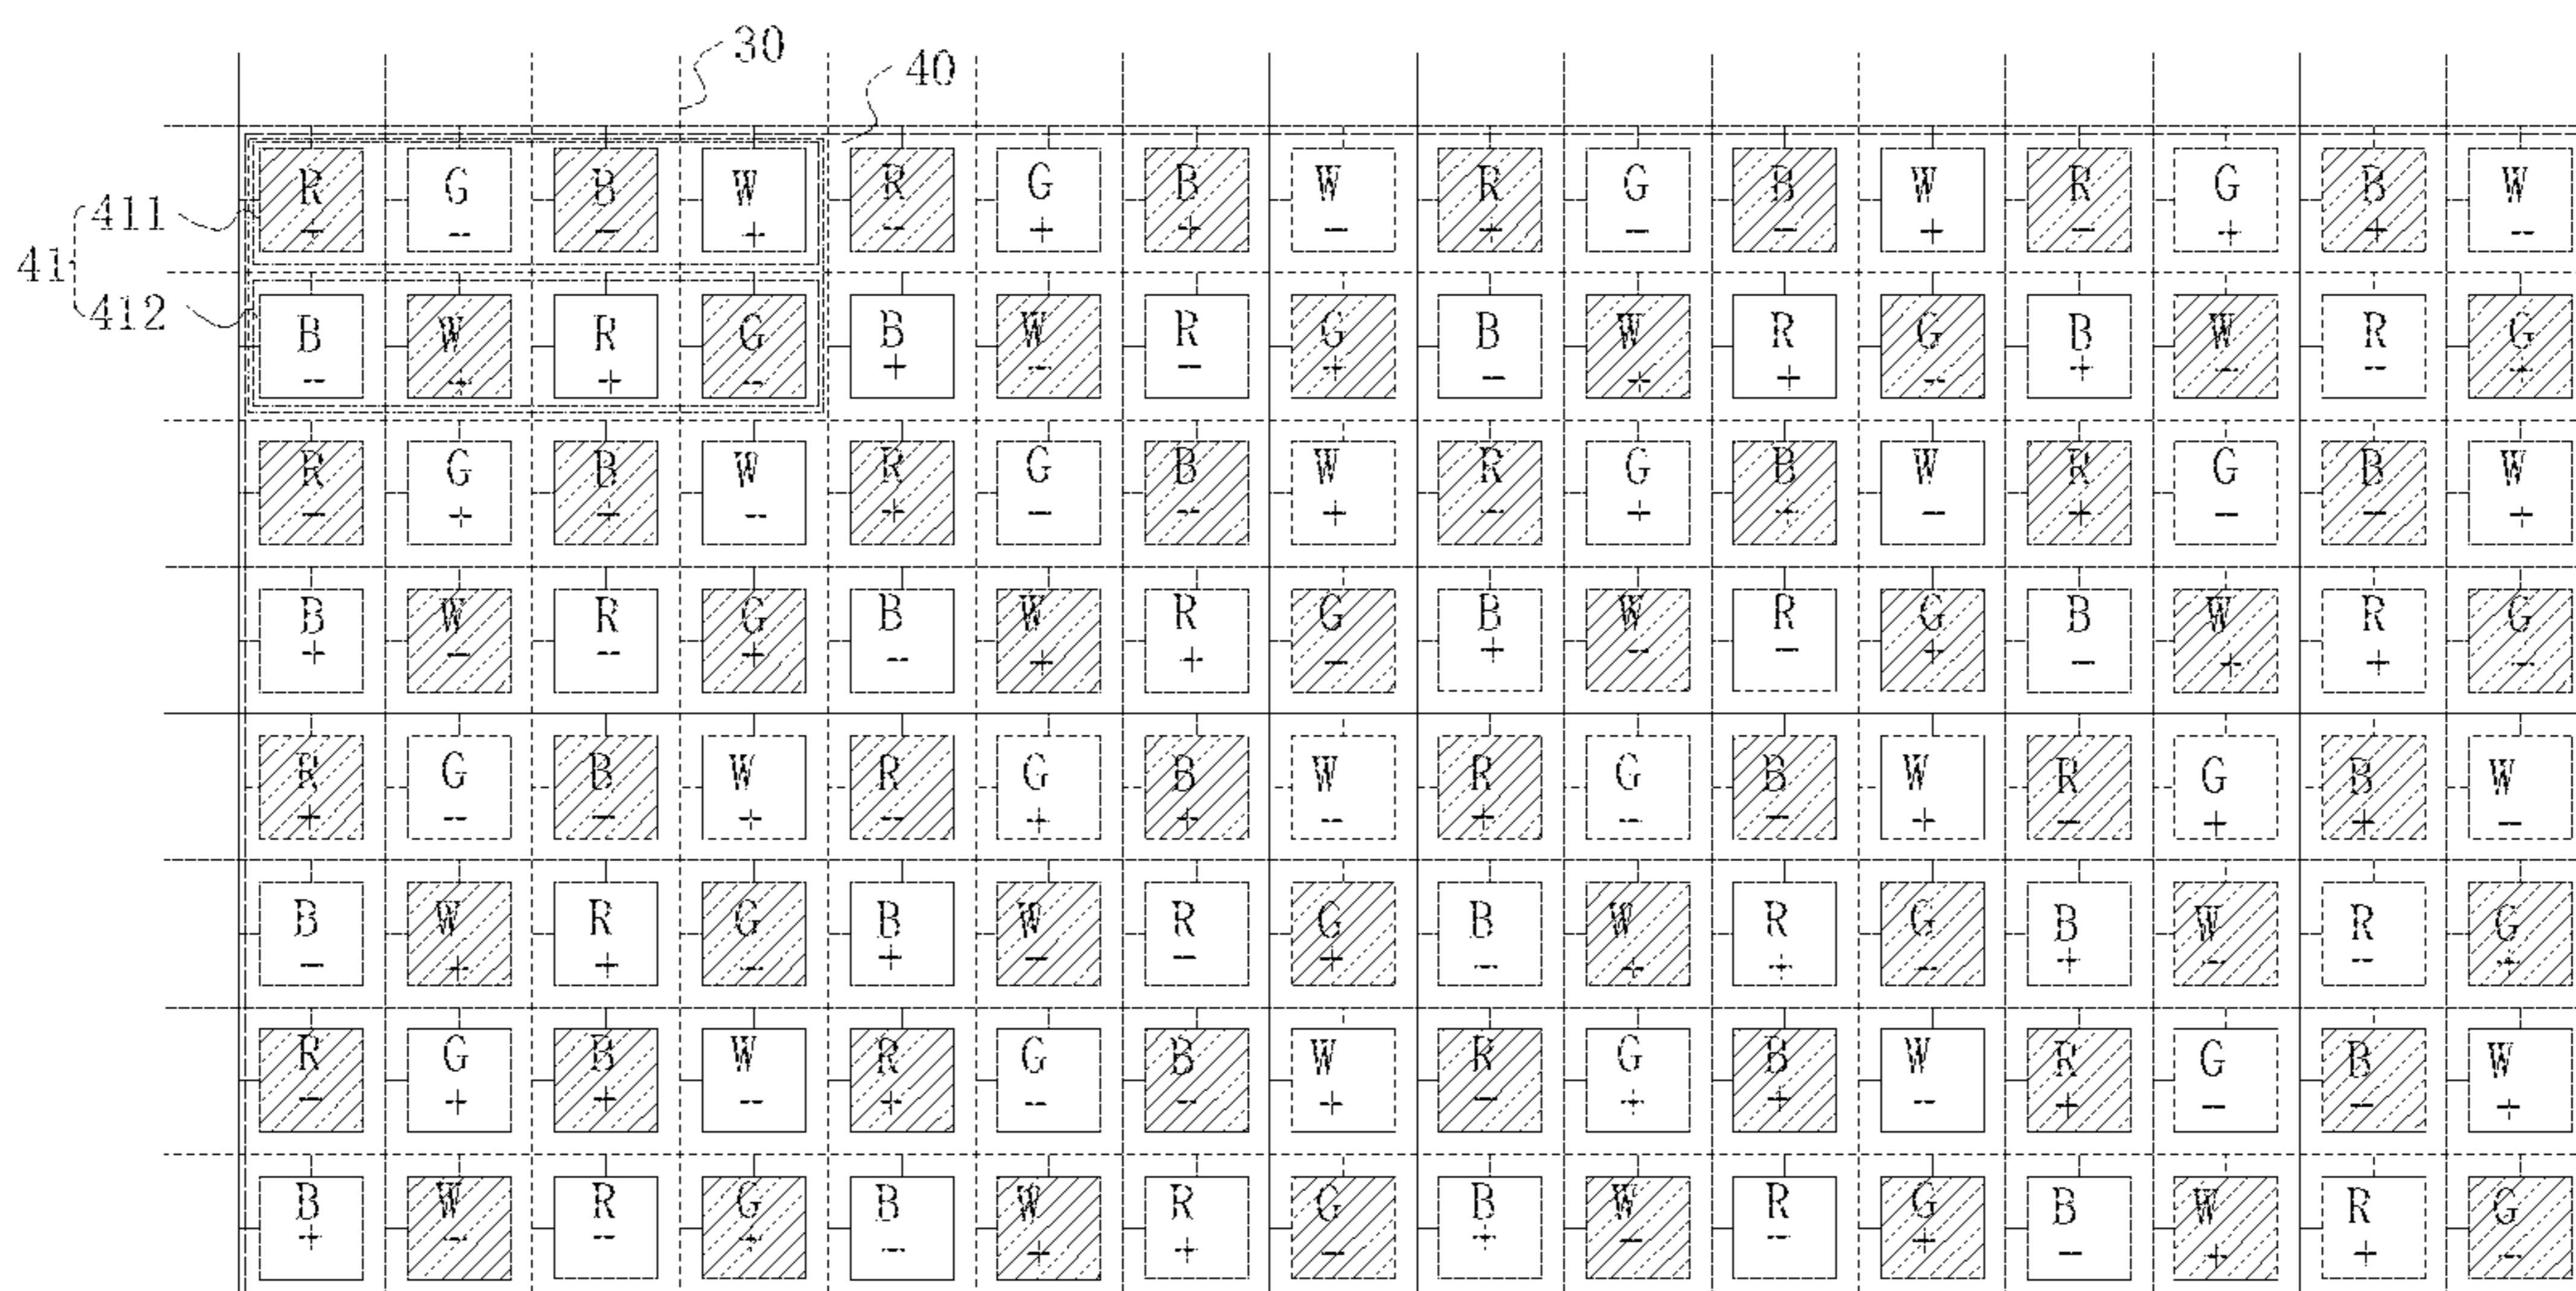 30
40
R G B W R G B W R G B W R G B W
+ -- - + - + + - + - - + - + + --
411
41
412
B W R G B W R G B W R G B W R G
-- + + - + - - + - + + -- + - -- +
R G B W R G B W R G B W R G B W
- + + -- + - -- + - + + - + - - +
B W R G B W R G B W R G B W R G
+ - -- + -- + + - + -- - + - + + -
R G B W R G B W R G B W R G B W
+ -- - + -- + + -- + -- - + - + + -
B W R G B W R G B W R G B W R G
- + + - + - - + -- + + - + - -- +
R G B W R G B W R G B W R G B W
- + + -- + -- - + - + + -- + - - +
B W R G B W R G B W R G B W R G
+ - -- + -- + + - + - -- + - + + -